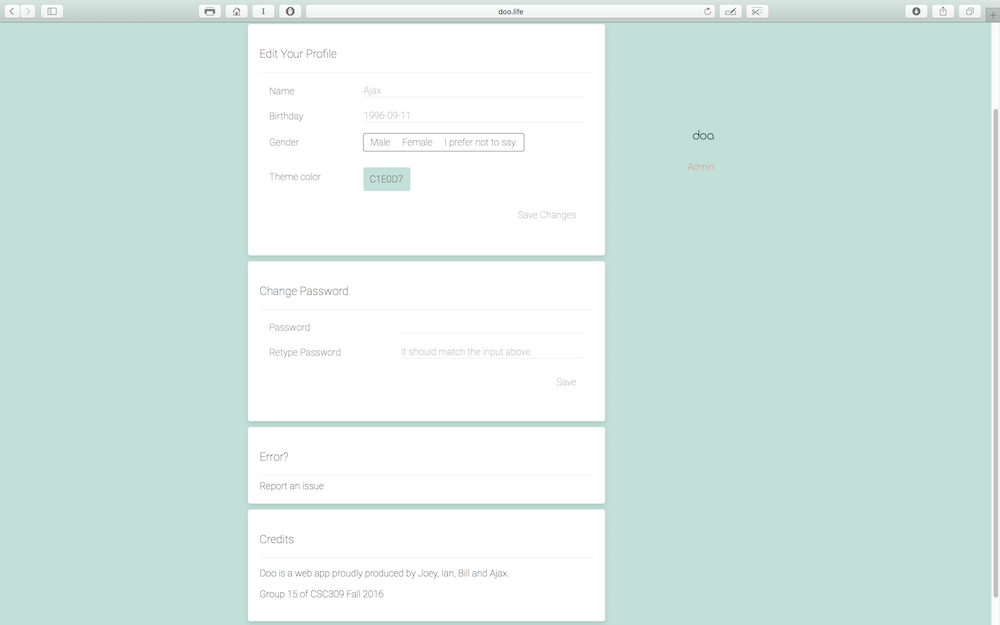 doo.life
Edit Your Profile
Name
Ajax
Birthday
1996-09-11
Gender
Male Female I prefer not to say.
Theme color
C1E0D7
Save Changes
doo.
Admin
Change Password
Password
Retype Password
It should match the input above.
Save
Error?
Report an issue
Credits
Doo is a web app proudly produced by Joey, Ian, Bill and Ajax.
Group 15 of CSC309 Fall 2016